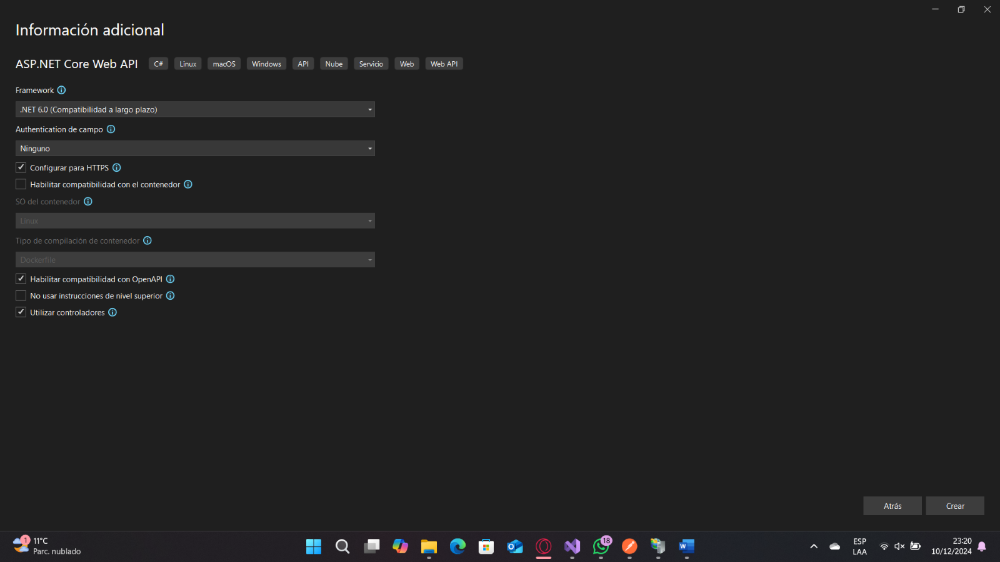 Información adicional
ASP.NET Core Web API C# Linux macOS Windows API Nube Servicio Web Web API
Framework
.NET 6.0 (Compatibilidad a largo plazo)
Authentication de campo
Ninguno
Configurar para HTTPS
Habilitar compatibilidad con el contenedor
SO del contenedor
Linux
Tipo de compilación de contenedor
Dockerfile
Habilitar compatibilidad con OpenAPI
No usar instrucciones de nivel superior
Utilizar controladores
Atrás Crear
1 11°C
Parc. nublado
18
ESP
LAA
23:20
10/12/2024